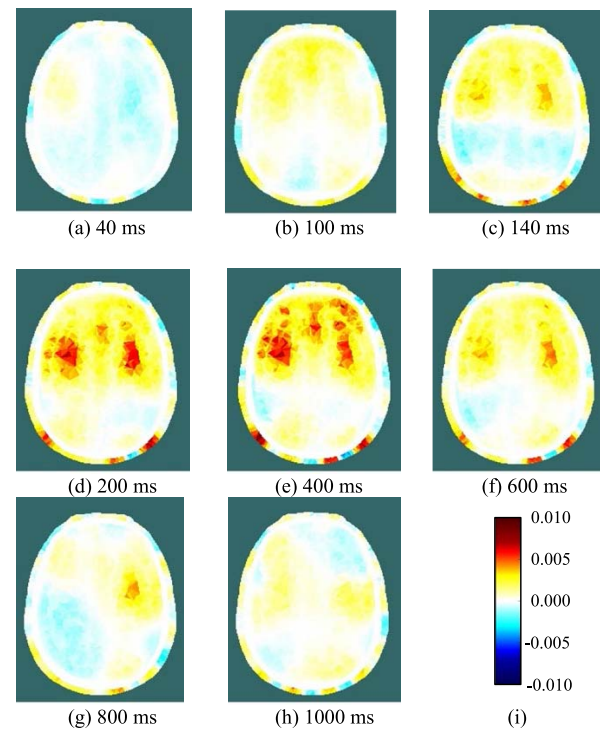 (a) 40 ms
(b) 100 ms
(c) 140 ms
(d) 200 ms
(e) 400 ms
(f) 600 ms
0.010
0.005
0.000
-0.005
-0.010
(g) 800 ms
(h) 1000 ms
(i)